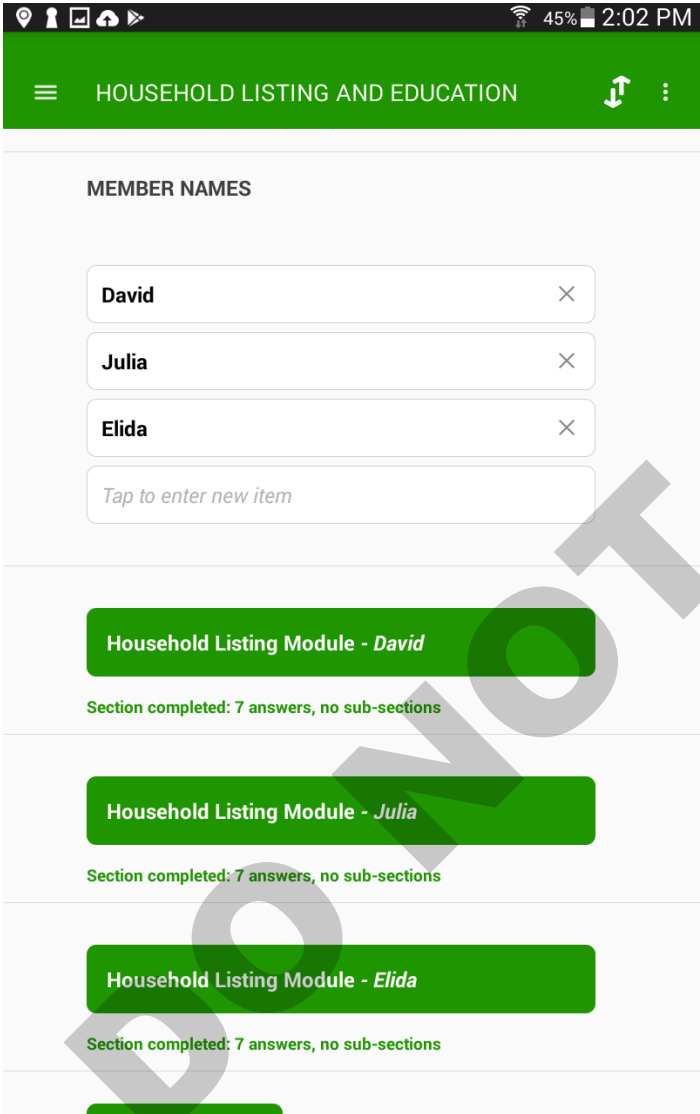 45% 2:02 PM
HOUSEHOLD LISTING AND EDUCATION
MEMBER NAMES
David
Julia
Elida
Tap to enter new item
Household Listing Module - David
Section completed: 7 answers, no sub-sections
Household Listing Module - Julia
Section completed: 7 answers, no sub-sections
Household Listing Module - Elida
Section completed: 7 answers, no sub-sections
DO NOT